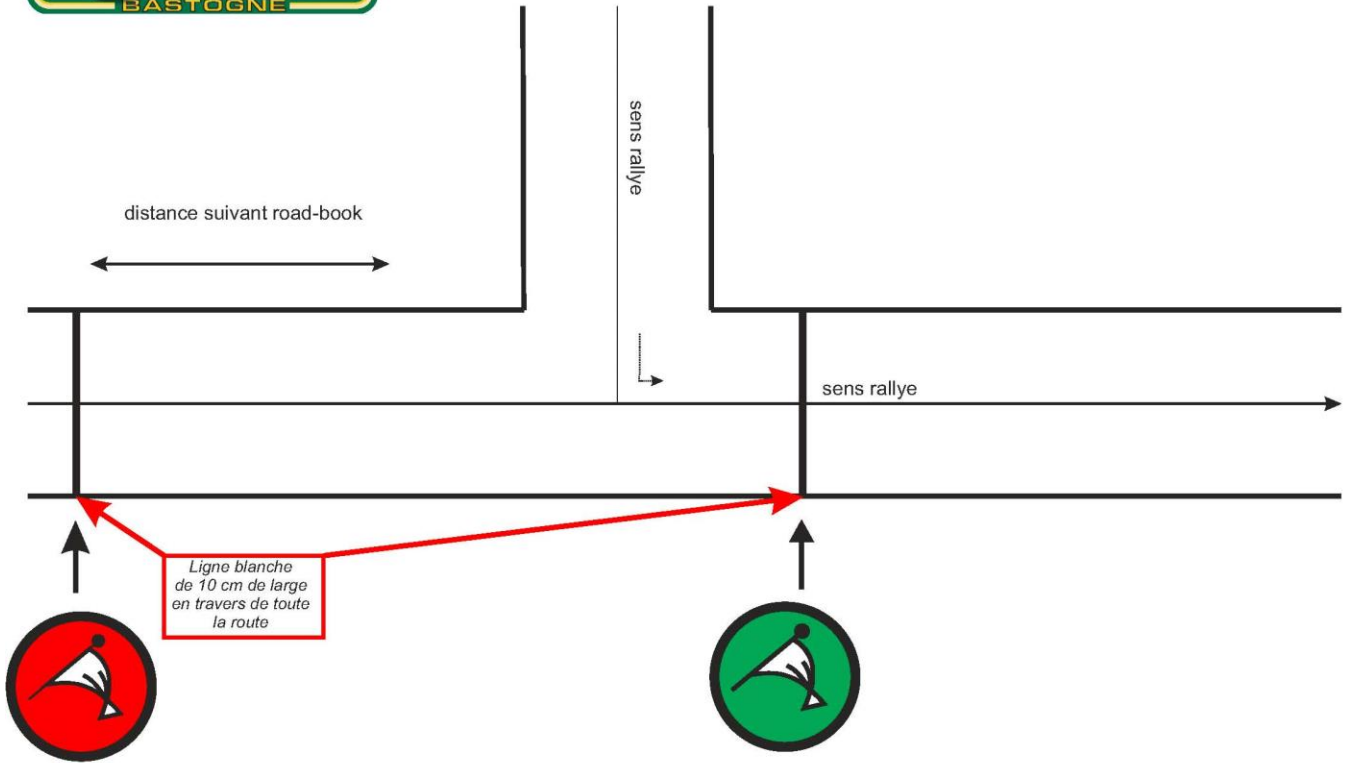 BASTOGNE
sens rallye
distance suivant road-book
sens rallye
Ligne blanche
de 10 cm de large
en travers de toute
la route